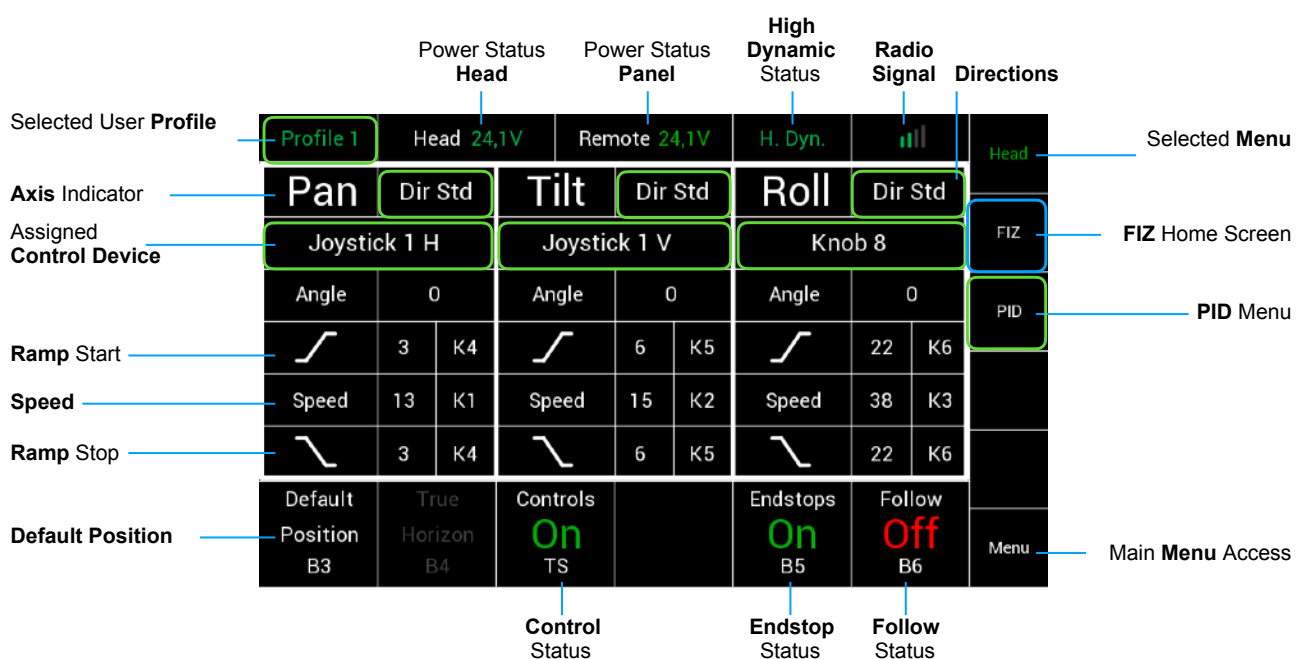 High
Dynamic
Status
Power Status
Head
Power Status
Panel
Radio
Signal
Directions
Selected User Profile
Profile 1
Head 24,1V
Remote 24,1V
H. Dyn.
Head
Selected Menu
Axis Indicator
Pan
Dir Std
Tilt
Dir Std
Roll
Dir Std
Assigned
Control Device
Joystick 1 H
Joystick 1 V
Knob 8
FIZ
FIZ Home Screen
Angle 0
Angle 0
Angle 0
PID
PID Menu
Ramp Start
3 K4
6 K5
22 K6
Speed
Speed 13 K1
Speed 15 K2
Speed 38 K3
Ramp Stop
3 K4
6 K5
22 K6
Default Position
Default
Position
B3
True
Horizon
B4
Controls
On
TS
Endstops
On
B5
Follow
Off
B6
Menu
Main Menu Access
Control
Status
Endstop
Status
Follow
Status